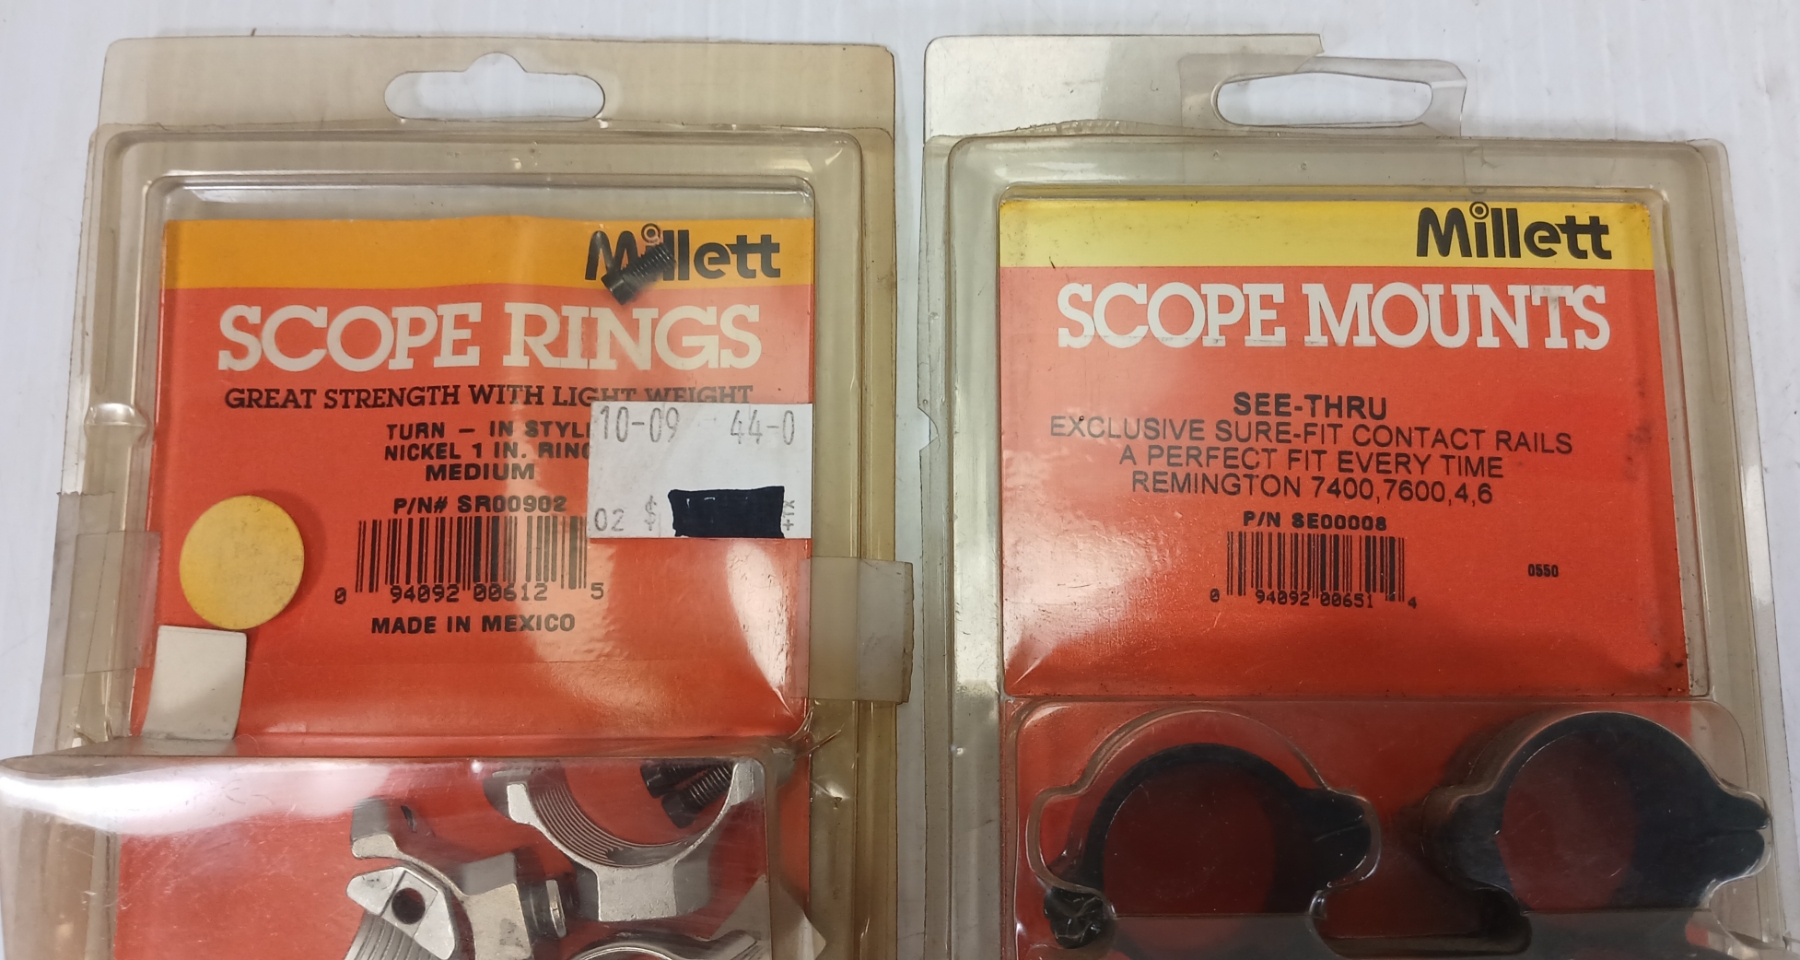 Millett
SCOPE RINGS
GREAT STRENGTH WITH LIGHT WEIGHT
TURN - IN STYL
NICKEL 1 IN. RING
MEDIUM
P/N# SR00902
0 94092 00612 5
MADE IN MEXICO
10-09 44-0
02 $ +TX
Millett
SCOPE MOUNTS
SEE-THRU
EXCLUSIVE SURE-FIT CONTACT RAILS
A PERFECT FIT EVERY TIME
REMINGTON 7400,7600,4,6
P/N SE00008
0 94092 00651 4
0550